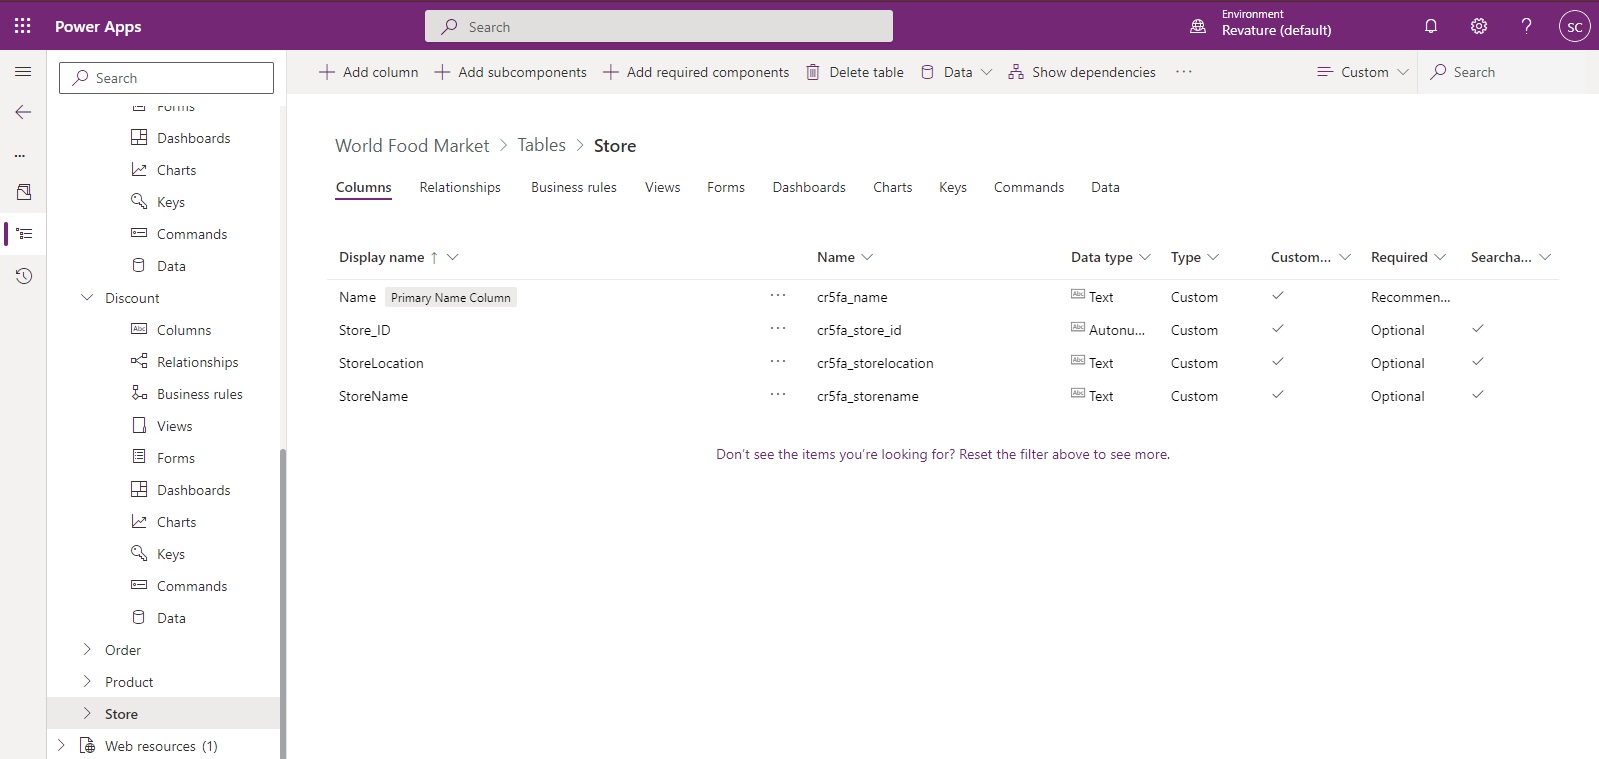 Power Apps
Search
Environment
Revature (default)
?
SC
Search
Add column
Add subcomponents
Add required components
Delete table
Data
Show dependencies
...
Custom
Search
...
Forms
Dashboards
Charts
Keys
Commands
Data
Discount
Columns
Relationships
Business rules
Views
Forms
Dashboards
Charts
Keys
Commands
Data
Order
Product
Store
Web resources (1)
World Food Market > Tables > Store
Columns Relationships Business rules Views Forms Dashboards Charts Keys Commands Data
Display name ↑ Name Data type Type Custom... Required Searcha...
Name Primary Name Column ... cr5fa_name Abc Text Custom Recommen...
Store_ID ... cr5fa_store_id Abc Autonu... Custom Optional
StoreLocation ... cr5fa_storelocation Abc Text Custom Optional
StoreName ... cr5fa_storename Abc Text Custom Optional
Don't see the items you're looking for? Reset the filter above to see more.